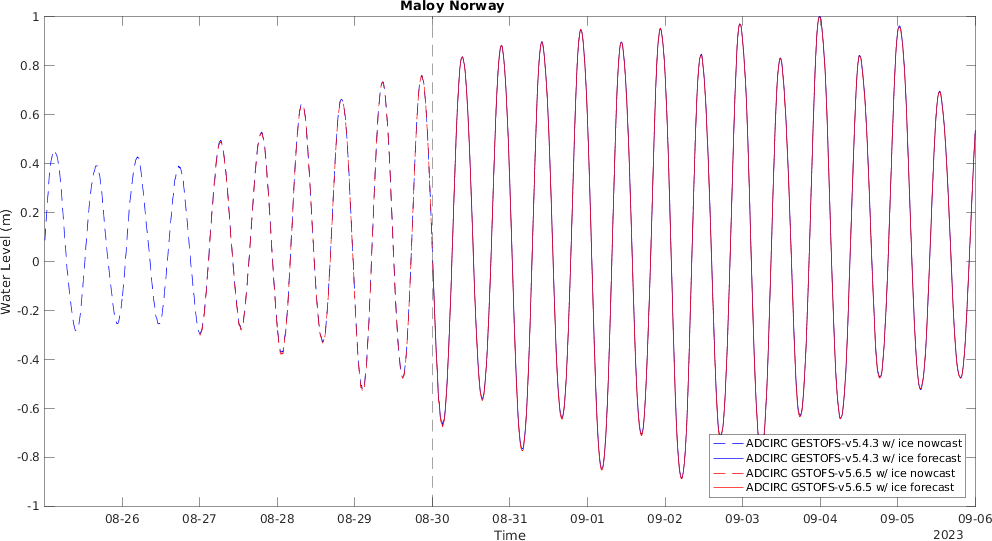 Maloy Norway
1
0.8
0.6
0.4
0.2
0
-0.2
-0.4
-0.6
-0.8
-1
Water Level (m)
ADCIRC GESTOFS-v5.4.3 w/ ice nowcast
ADCIRC GESTOFS-v5.4.3 w/ ice forecast
ADCIRC GSTOFS-v5.6.5 w/ ice nowcast
ADCIRC GSTOFS-v5.6.5 w/ ice forecast
08-26 08-27 08-28 08-29 08-30 08-31 09-01 09-02 09-03 09-04 09-05 09-06
Time
2023